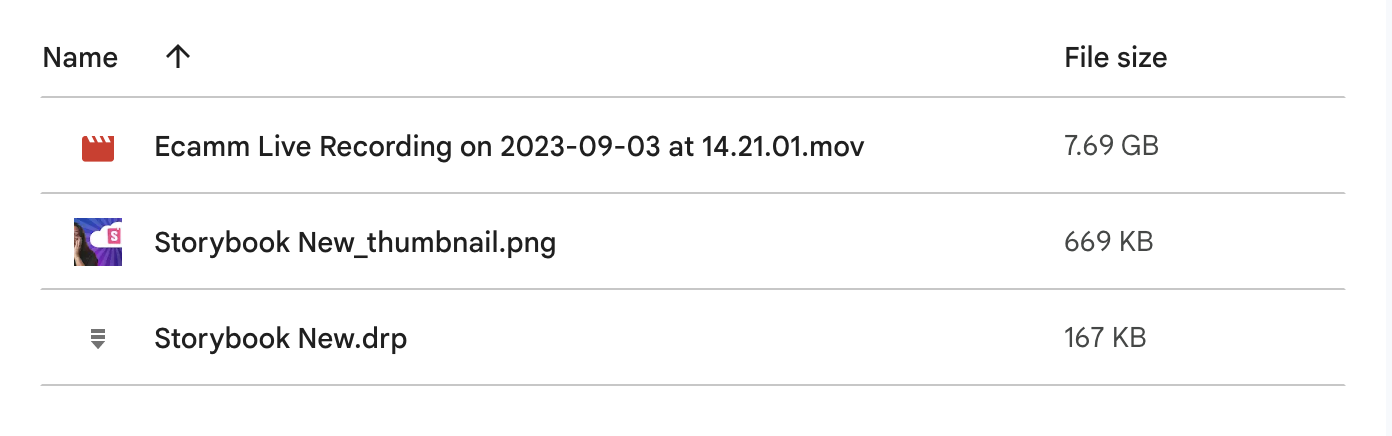 Name ↑ File size
Ecamm Live Recording on 2023-09-03 at 14.21.01.mov 7.69 GB
S
Storybook New_thumbnail.png 669 KB
Storybook New.drp 167 KB